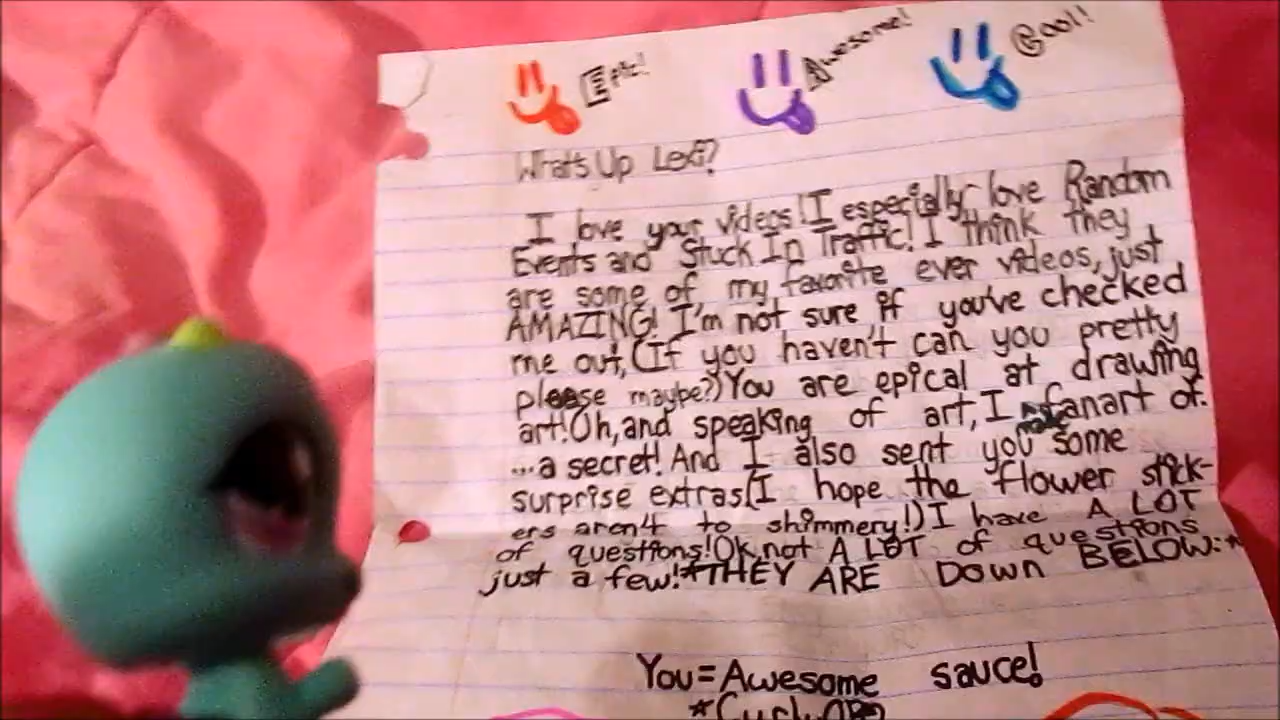 Epic! Awesome! Cool!
What's Up Lexi?
I love your videos! I especially love Random
Events and Stuck In Traffic! I think they
are some of my favorite ever videos, just
AMAZING! I'm not sure if you've checked
me out, (If you haven't can you pretty
please maybe?) You are epical at drawing
art! Oh, and speaking of art, I fanart of.
...a secret! And I also sent you some
surprise extras(I hope the flower stick-
ers aren't to shimmery!) I have A LOT
of questions! Ok, not A LOT of questions
just a few! *THEY ARE DOWN BELOW:*
You=Awesome sauce!